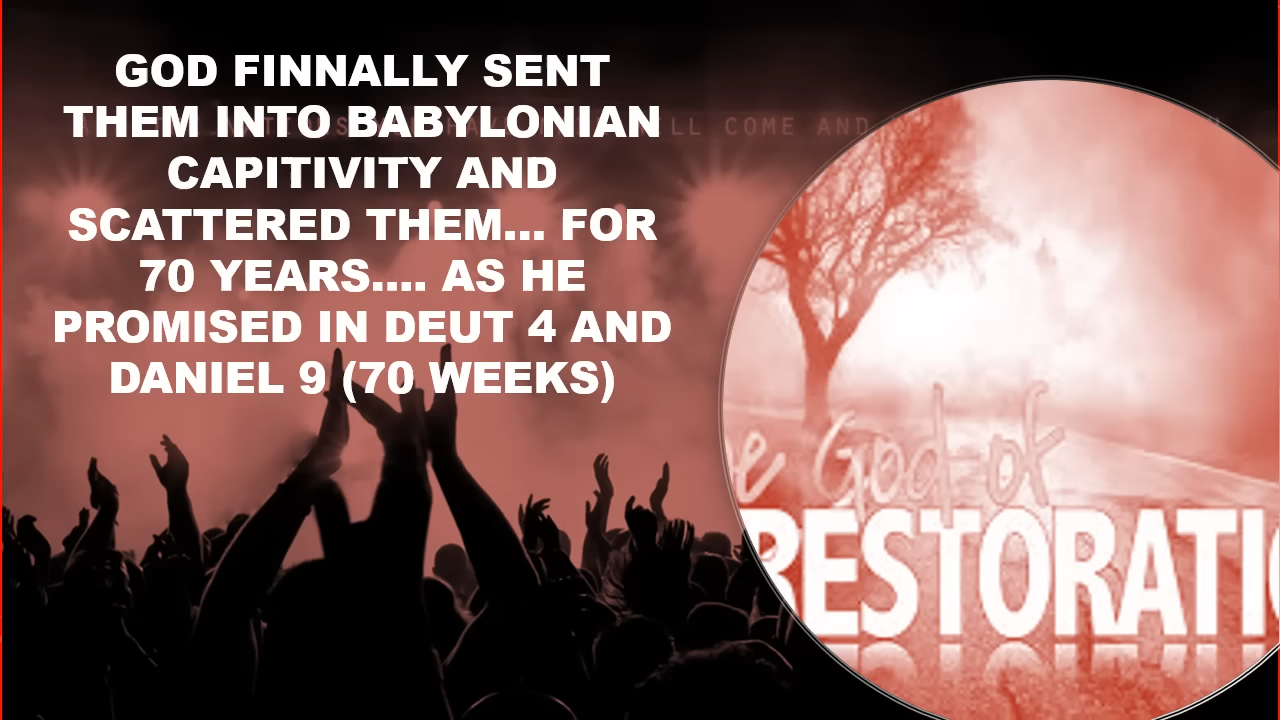 GOD FINNALLY SENT
THEM INTO BABYLONIAN
CAPITIVITY AND
SCATTERED THEM... FOR
70 YEARS.... AS HE
PROMISED IN DEUT 4 AND
DANIEL 9 (70 WEEKS)
COME AND
e God of
RESTORATI